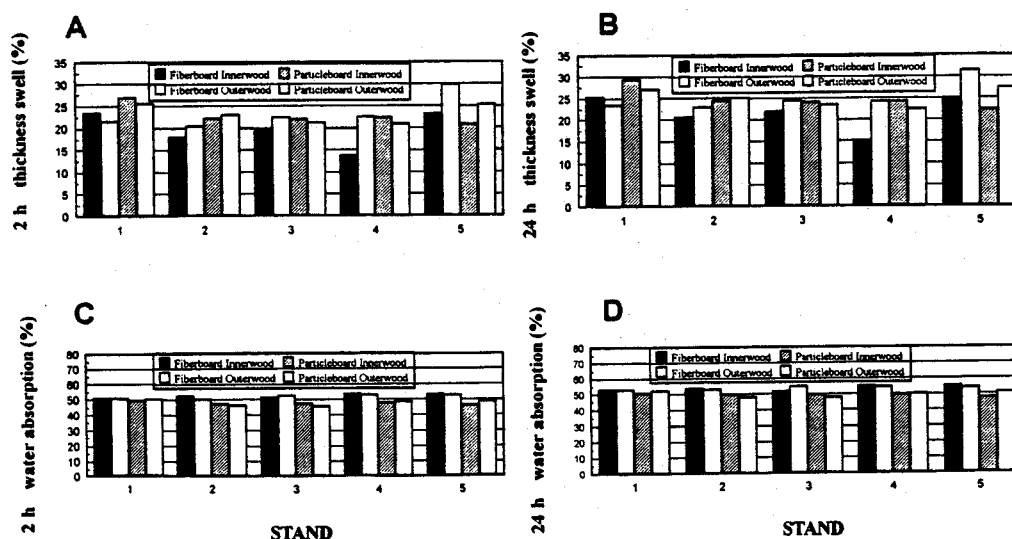 A
2 h thickness swell (%)
35
30
25
20
15
10
5
0
Fiberboard Innerwood Particleboard Innerwood
Fiberboard Outerwood Particleboard Outerwood
1 2 3 4 5
B
24 h thickness swell (%)
35
30
25
20
15
10
5
0
Fiberboard Innerwood Particleboard Innerwood
Fiberboard Outerwood Particleboard Outerwood
1 2 3 4 5
C
2 h water absorption (%)
80
70
60
50
40
30
20
10
0
Fiberboard Innerwood Particleboard Innerwood
Fiberboard Outerwood Particleboard Outerwood
1 2 3 4 5
STAND
D
24 h water absorption (%)
80
70
60
50
40
30
20
10
0
Fiberboard Innerwood Particleboard Innerwood
Fiberboard Outerwood Particleboard Outerwood
1 2 3 4 5
STAND